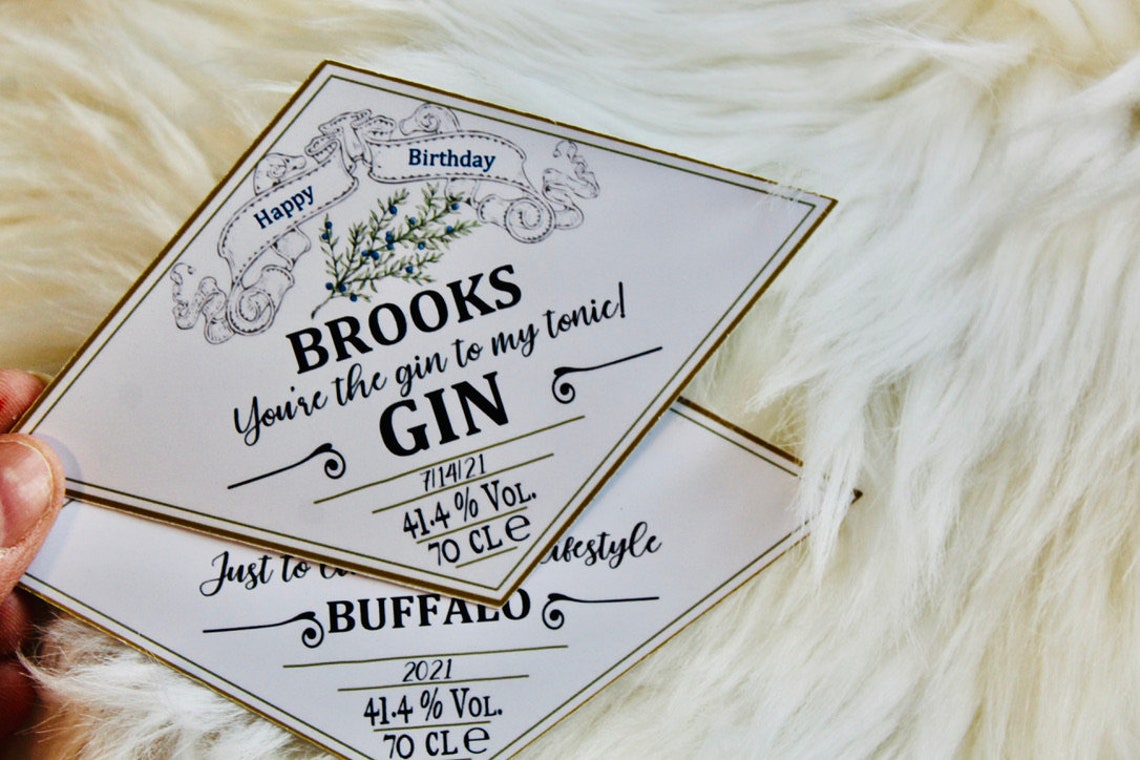 Happy Birthday
BROOKS
You're the gin to my tonic!
GIN
7/14/21
41.4 % VOL.
70 CL e
Just to lifestyle
BUFFALO
2021
41.4 % VOL.
70 CL e